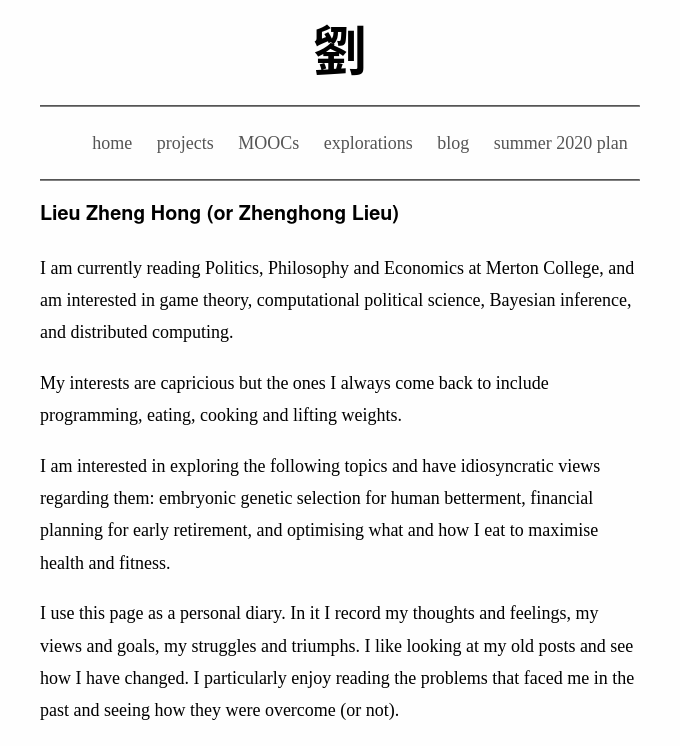 劉
home projects MOOCs explorations blog summer 2020 plan
Lieu Zheng Hong (or Zhenghong Lieu)
I am currently reading Politics, Philosophy and Economics at Merton College, and
am interested in game theory, computational political science, Bayesian inference,
and distributed computing.
My interests are capricious but the ones I always come back to include
programming, eating, cooking and lifting weights.
I am interested in exploring the following topics and have idiosyncratic views
regarding them: embryonic genetic selection for human betterment, financial
planning for early retirement, and optimising what and how I eat to maximise
health and fitness.
I use this page as a personal diary. In it I record my thoughts and feelings, my
views and goals, my struggles and triumphs. I like looking at my old posts and see
how I have changed. I particularly enjoy reading the problems that faced me in the
past and seeing how they were overcome (or not).